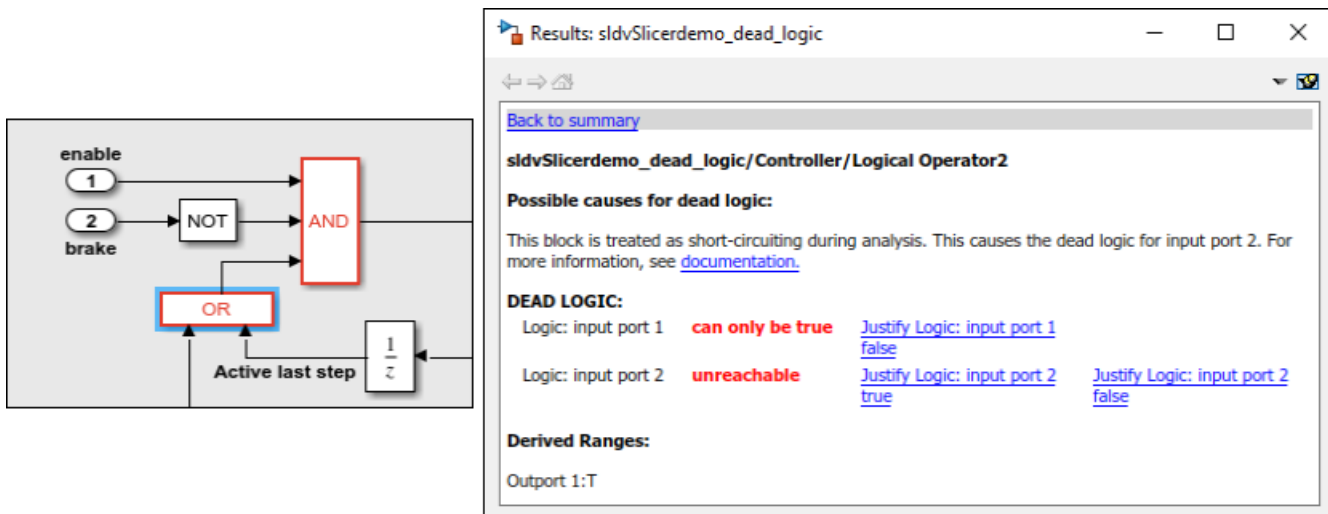 enable
1
2
brake
NOT
AND
OR
Active last step
1
z
Results: sldvSlicerdemo_dead_logic
Back to summary
sldvSlicerdemo_dead_logic/Controller/Logical Operator2
Possible causes for dead logic:
This block is treated as short-circuiting during analysis. This causes the dead logic for input port 2. For
more information, see documentation.
DEAD LOGIC:
Logic: input port 1 can only be true Justify Logic: input port 1
false
Logic: input port 2 unreachable Justify Logic: input port 2 Justify Logic: input port 2
true false
Derived Ranges:
Outport 1:T